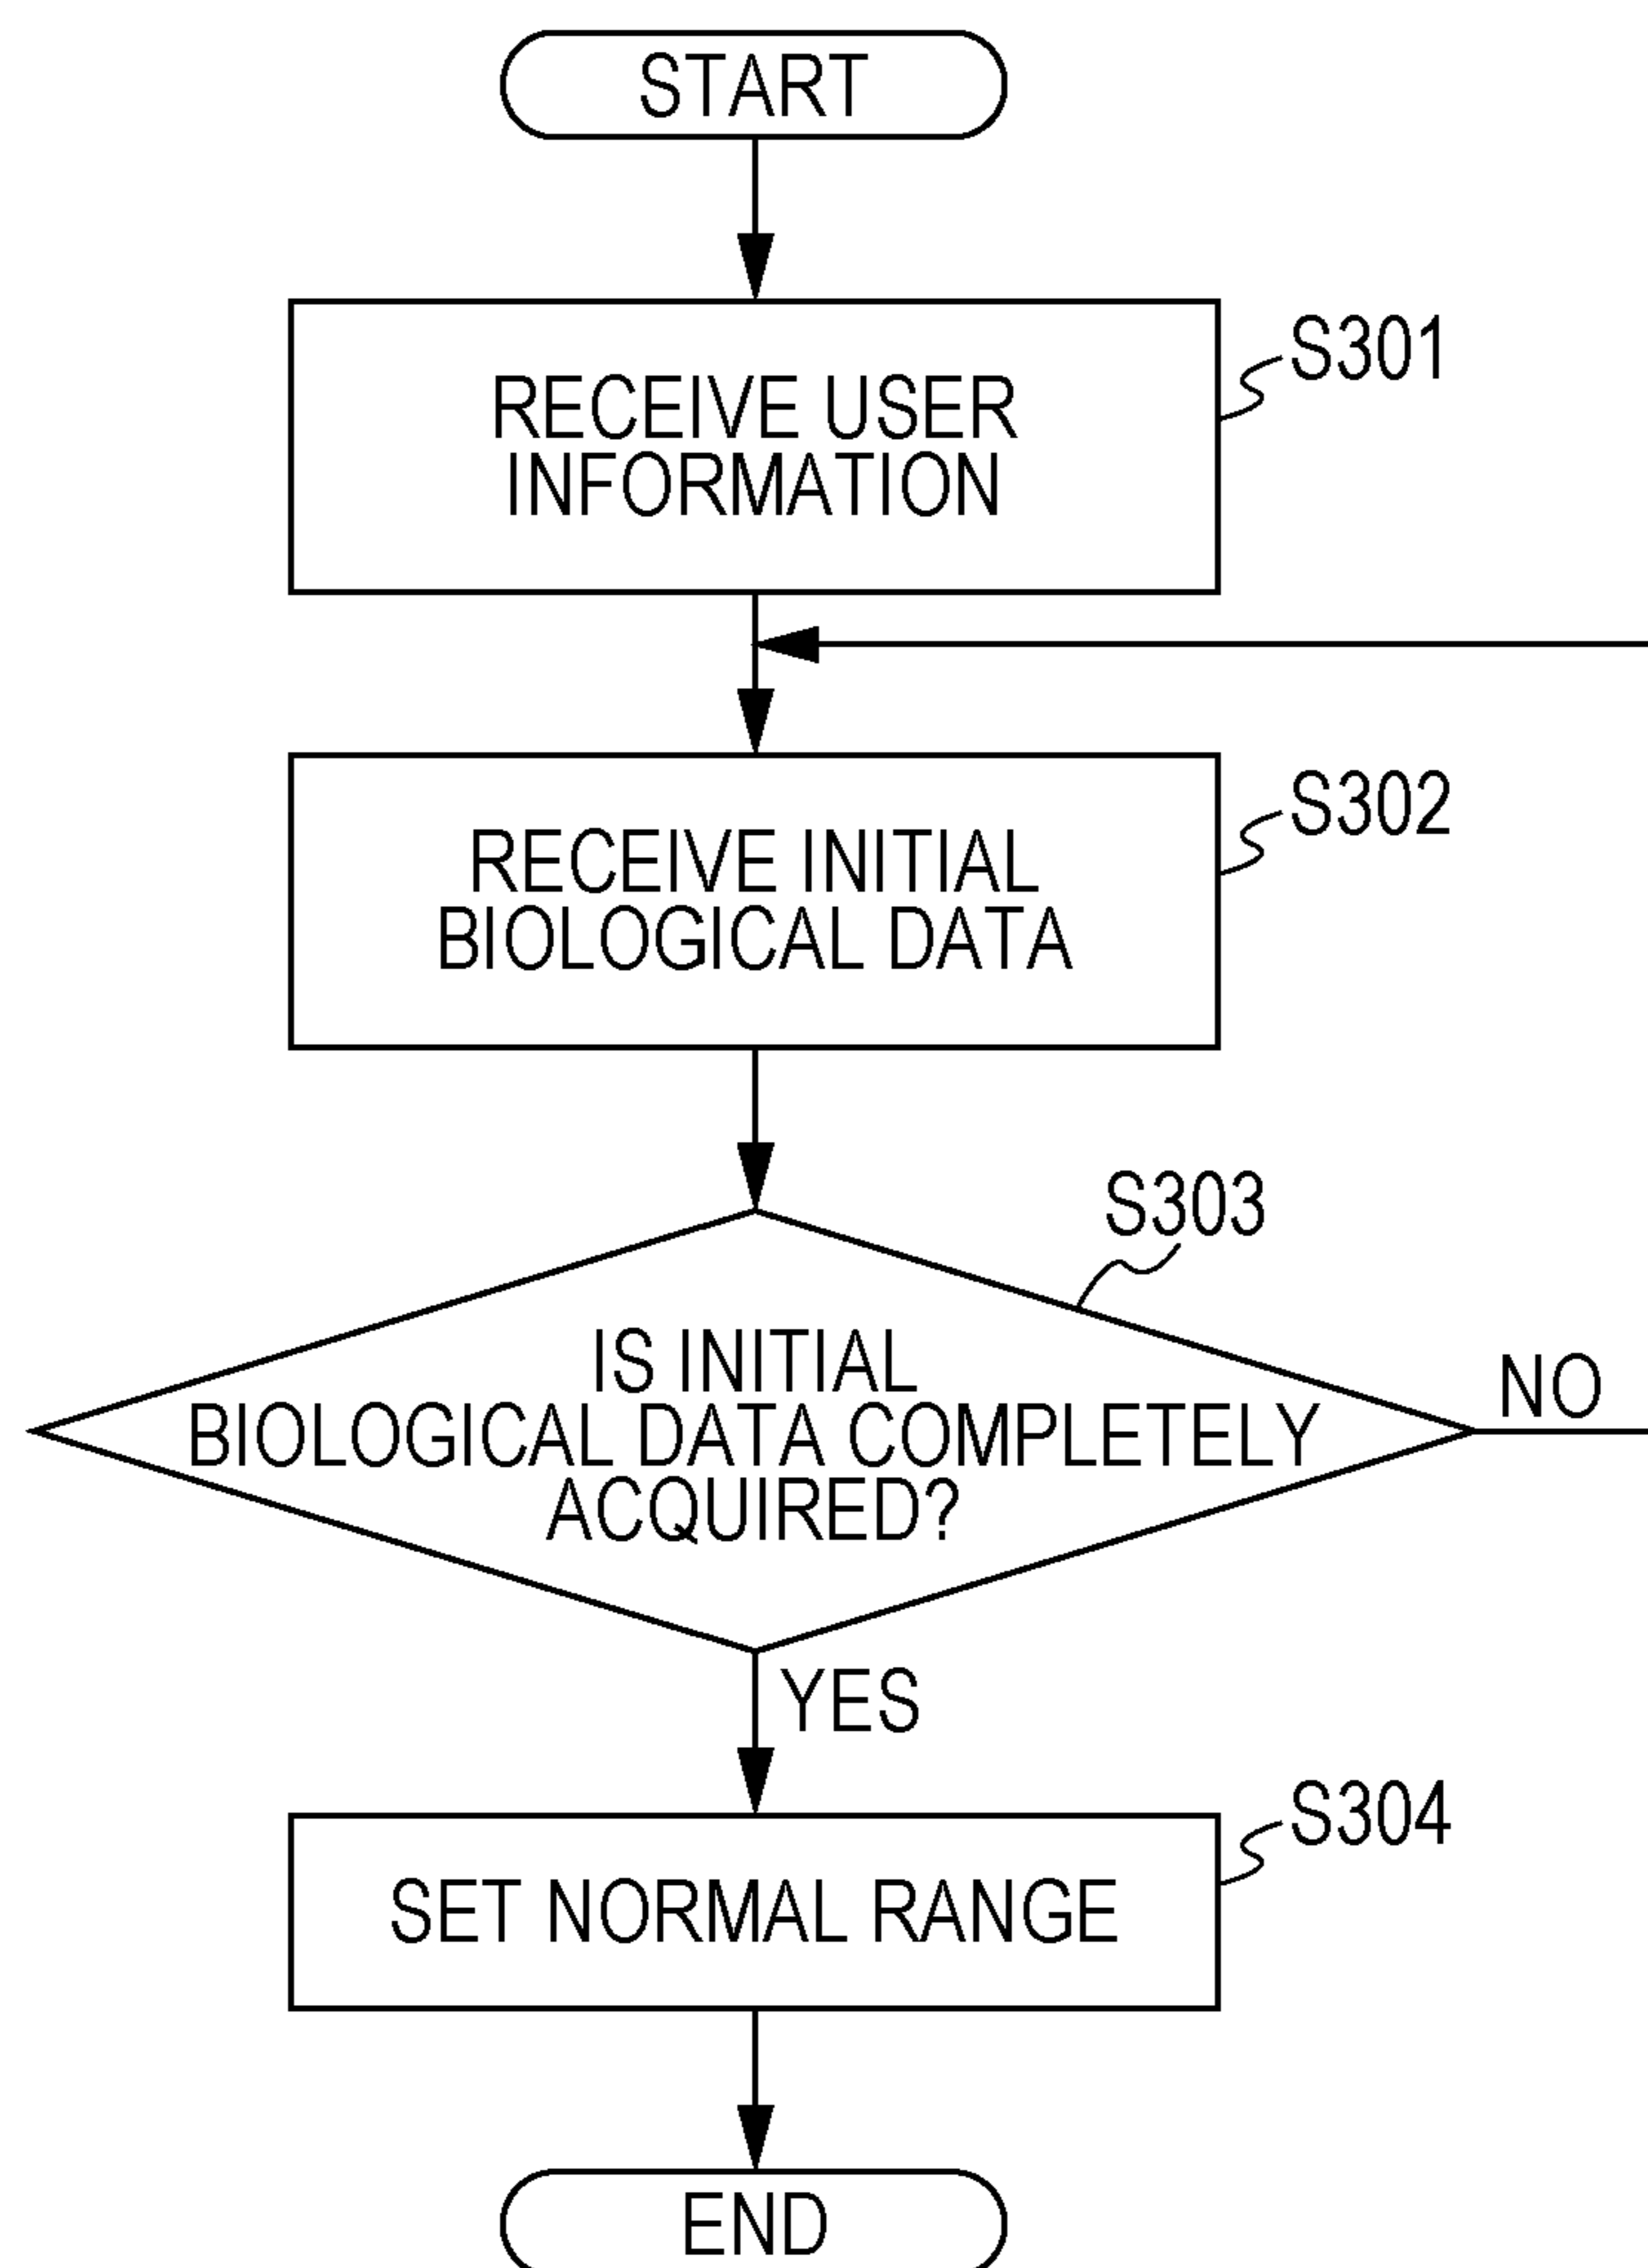 START
RECEIVE USER
INFORMATION
S301
RECEIVE INITIAL
BIOLOGICAL DATA
S302
S303
IS INITIAL
BIOLOGICAL DATA COMPLETELY
ACQUIRED?
NO
YES
SET NORMAL RANGE
S304
END